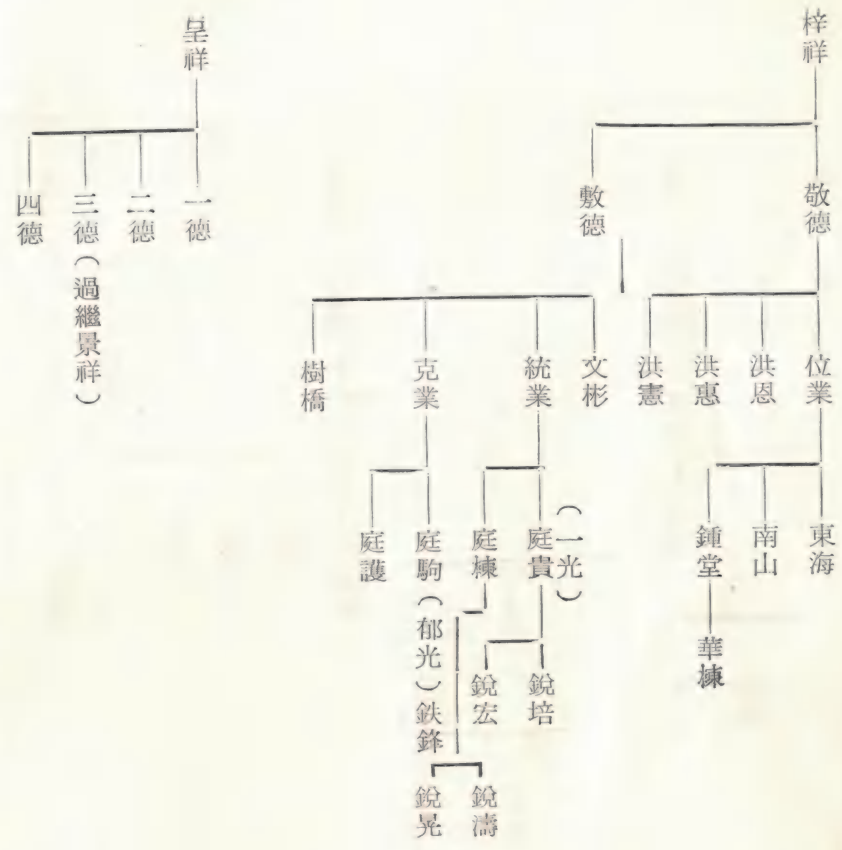 梓祥
敬德
敷德
位業
洪恩
洪惠
洪憲
文彬
統業
克業
樹橋
東海
南山
鍾堂
華棟
庭貴(一光)
庭棟
庭駒(郁光)鉄鋒
庭護
銳培
銳宏
銳濤
銳晃
呈祥
一德
二德
三德(過繼景祥)
四德